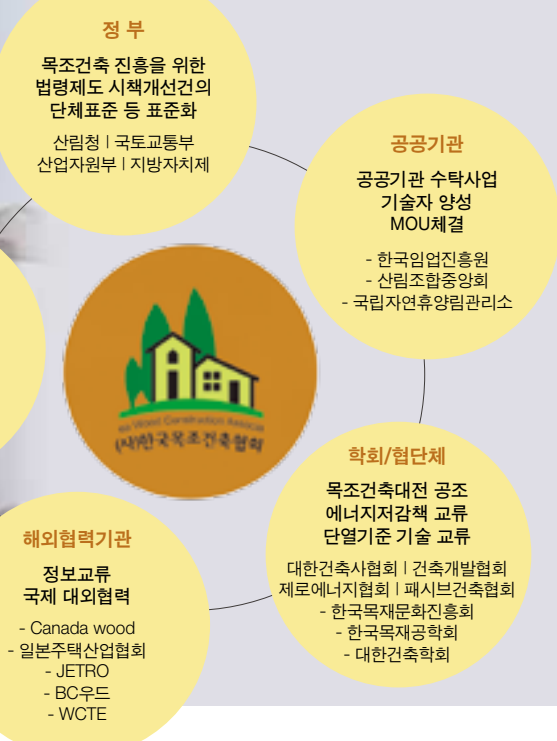 정 부
목조건축 진흥을 위한
법령제도 시책개선건의
단체표준 등 표준화
산림청 | 국토교통부
산업자원부 | 지방자치제
공공기관
공공기관 수탁사업
기술자 양성
MOU체결
- 한국임업진흥원
- 산림조합중앙회
- 국립자연휴양림관리소
ea Wood Construction Associa
(사)한국목조건축협회
학회/협단체
목조건축대전 공조
에너지저감책 교류
단열기준 기술 교류
대한건축사협회 | 건축개발협회
제로에너지협회 | 패시브건축협회
- 한국목재문화진흥회
- 한국목재공학회
- 대한건축학회
해외협력기관
정보교류
국제 대외협력
- Canada wood
- 일본주택산업협회
- JETRO
- BC우드
- WCTE